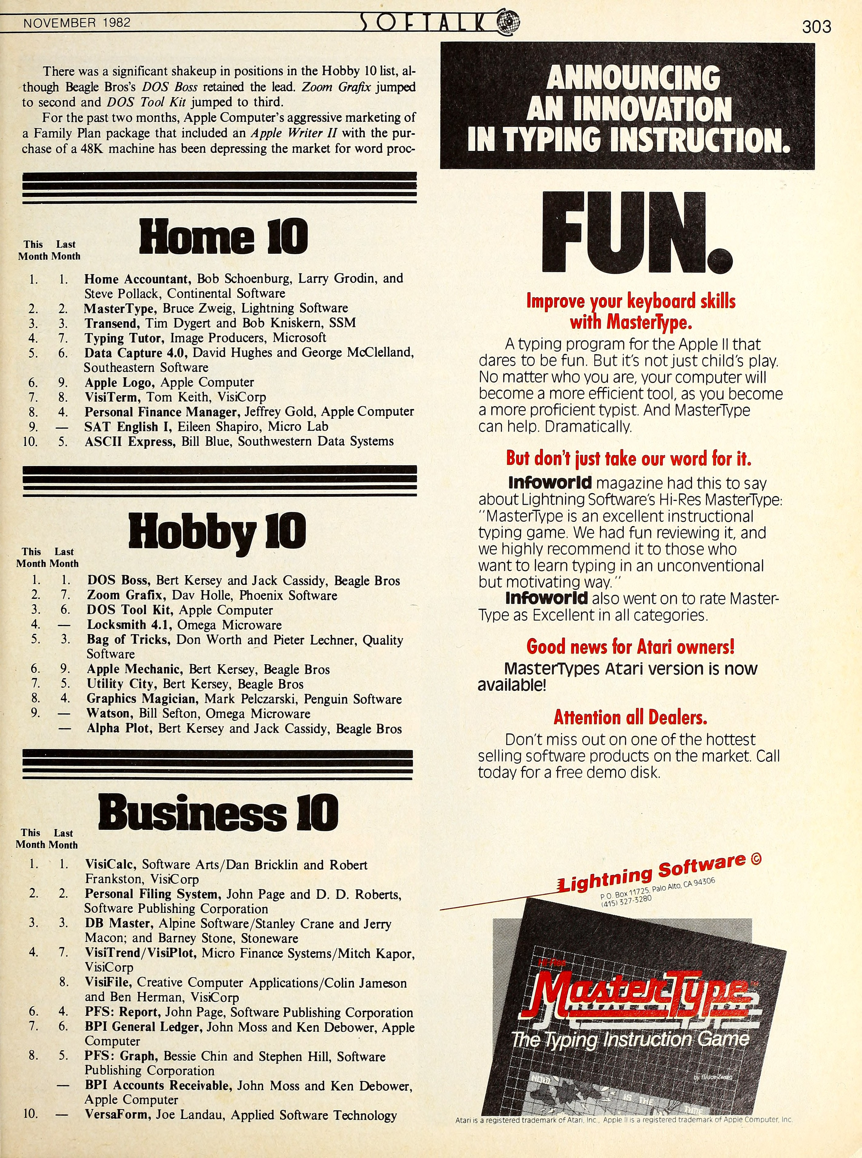 NOVEMBER 1982
SOFTALK
303
There was a significant shakeup in positions in the Hobby 10 list, al-
though Beagle Bros's DOS Boss retained the lead. Zoom Grafix jumped
to second and DOS Tool Kit jumped to third.
For the past two months, Apple Computer's aggressive marketing of
a Family Plan package that included an Apple Writer II with the pur-
chase of a 48K machine has been depressing the market for word proc-
Home 10
This Last
Month Month
1. 1. Home Accountant, Bob Schoenburg, Larry Grodin, and
Steve Pollack, Continental Software
2. 2. MasterType, Bruce Zweig, Lightning Software
3. 3. Transend, Tim Dygert and Bob Kniskern, SSM
4. 7. Typing Tutor, Image Producers, Microsoft
5. 6. Data Capture 4.0, David Hughes and George McClelland,
Southeastern Software
6. 9. Apple Logo, Apple Computer
7. 8. VisiTerm, Tom Keith, VisiCorp
8. 4. Personal Finance Manager, Jeffrey Gold, Apple Computer
9. — SAT English I, Eileen Shapiro, Micro Lab
10. 5. ASCII Express, Bill Blue, Southwestern Data Systems
Hobby 10
This Last
Month Month
1. 1. DOS Boss, Bert Kersey and Jack Cassidy, Beagle Bros
2. 7. Zoom Grafix, Dav Holle, Phoenix Software
3. 6. DOS Tool Kit, Apple Computer
4. — Locksmith 4.1, Omega Microware
5. 3. Bag of Tricks, Don Worth and Pieter Lechner, Quality
Software
6. 9. Apple Mechanic, Bert Kersey, Beagle Bros
7. 5. Utility City, Bert Kersey, Beagle Bros
8. 4. Graphics Magician, Mark Pelczarski, Penguin Software
9. — Watson, Bill Sefton, Omega Microware
— Alpha Plot, Bert Kersey and Jack Cassidy, Beagle Bros
Business 10
This Last
Month Month
1. 1. VisiCalc, Software Arts/Dan Bricklin and Robert
Frankston, VisiCorp
2. 2. Personal Filing System, John Page and D. D. Roberts,
Software Publishing Corporation
3. 3. DB Master, Alpine Software/Stanley Crane and Jerry
Macon; and Barney Stone, Stoneware
4. 7. VisiTrend/VisiPlot, Micro Finance Systems/Mitch Kapor,
VisiCorp
8. VisiFile, Creative Computer Applications/Colin Jameson
and Ben Herman, VisiCorp
6. 4. PFS: Report, John Page, Software Publishing Corporation
7. 6. BPI General Ledger, John Moss and Ken Debower, Apple
Computer
8. 5. PFS: Graph, Bessie Chin and Stephen Hill, Software
Publishing Corporation
— BPI Accounts Receivable, John Moss and Ken Debower,
Apple Computer
10. — VersaForm, Joe Landau, Applied Software Technology
ANNOUNCING
AN INNOVATION
IN TYPING INSTRUCTION.
FUN.
Improve your keyboard skills
with MasterType.
A typing program for the Apple II that
dares to be fun. But it's not just child's play.
No matter who you are, your computer will
become a more efficient tool, as you become
a more proficient typist. And MasterType
can help. Dramatically.
But don't just take our word for it.
Infoworld magazine had this to say
about Lightning Software's Hi-Res MasterType:
"MasterType is an excellent instructional
typing game. We had fun reviewing it, and
we highly recommend it to those who
want to learn typing in an unconventional
but motivating way."
Infoworld also went on to rate Master-
Type as Excellent in all categories.
Good news for Atari owners!
MasterTypes Atari version is now
available!
Attention all Dealers.
Don't miss out on one of the hottest
selling software products on the market. Call
today for a free demo disk.
Lightning Software ©
P.O. Box 11725, Palo Alto, CA 94306
(415) 327-3280
MasterType
The Typing Instruction Game
by Bruce Zweig
Atari is a registered trademark of Atari, Inc., Apple II is a registered trademark of Apple Computer, Inc.